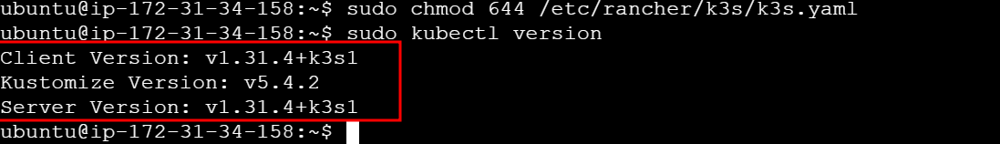 ubuntu@ip-172-31-34-158:~$ sudo chmod 644 /etc/rancher/k3s/k3s.yaml
ubuntu@ip-172-31-34-158:~$ sudo kubectl version
Client Version: v1.31.4+k3s1
Kustomize Version: v5.4.2
Server Version: v1.31.4+k3s1
ubuntu@ip-172-31-34-158:~$